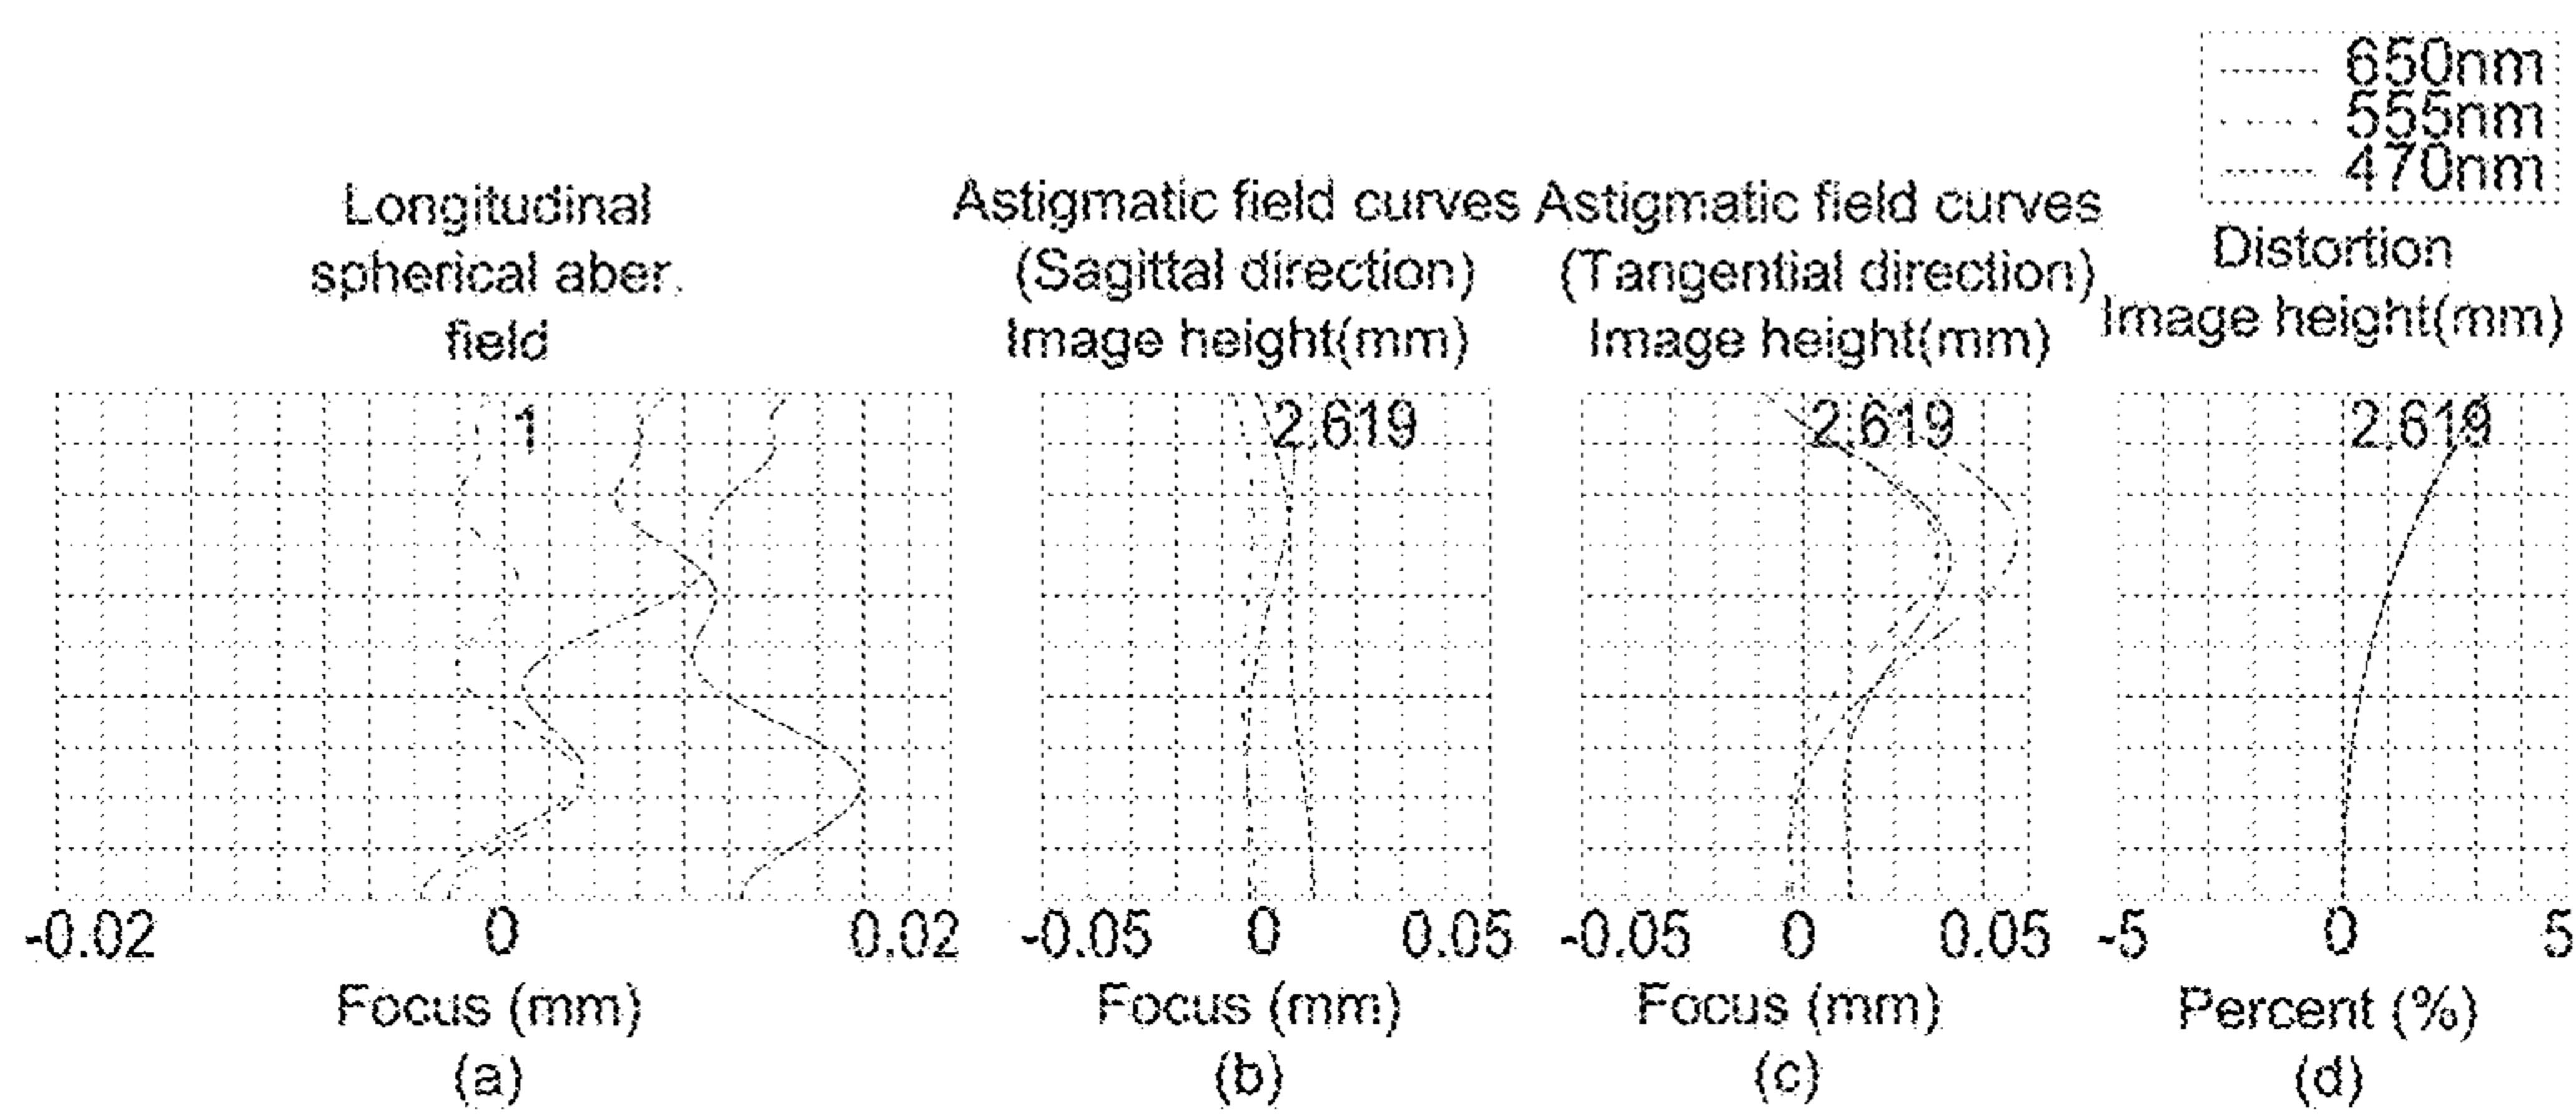 650nm
555nm
470nm
Longitudinal
spherical aber.
field
Astigmatic field curves
(Sagittal direction)
Image height(mm)
Astigmatic field curves
(Tangential direction)
Image height(mm)
Distortion
Image height(mm)
1
2.619
2.619
2.619
-0.02 0 0.02
Focus (mm)
(a)
-0.05 0 0.05
Focus (mm)
(b)
-0.05 0 0.05
Focus (mm)
(c)
-5 0 5
Percent (%)
(d)